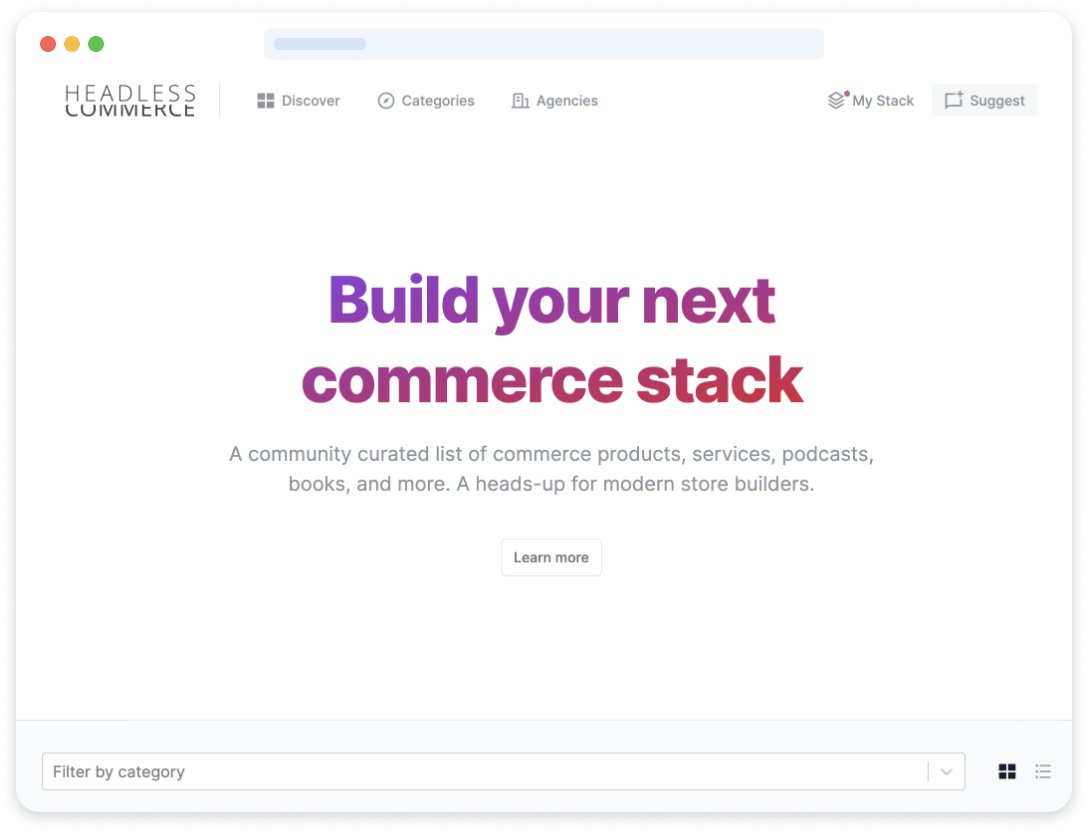 HEADLESS
COMMERCE
Discover
Categories
Agencies
My Stack
Suggest
Build your next
commerce stack
A community curated list of commerce products, services, podcasts,
books, and more. A heads-up for modern store builders.
Learn more
Filter by category